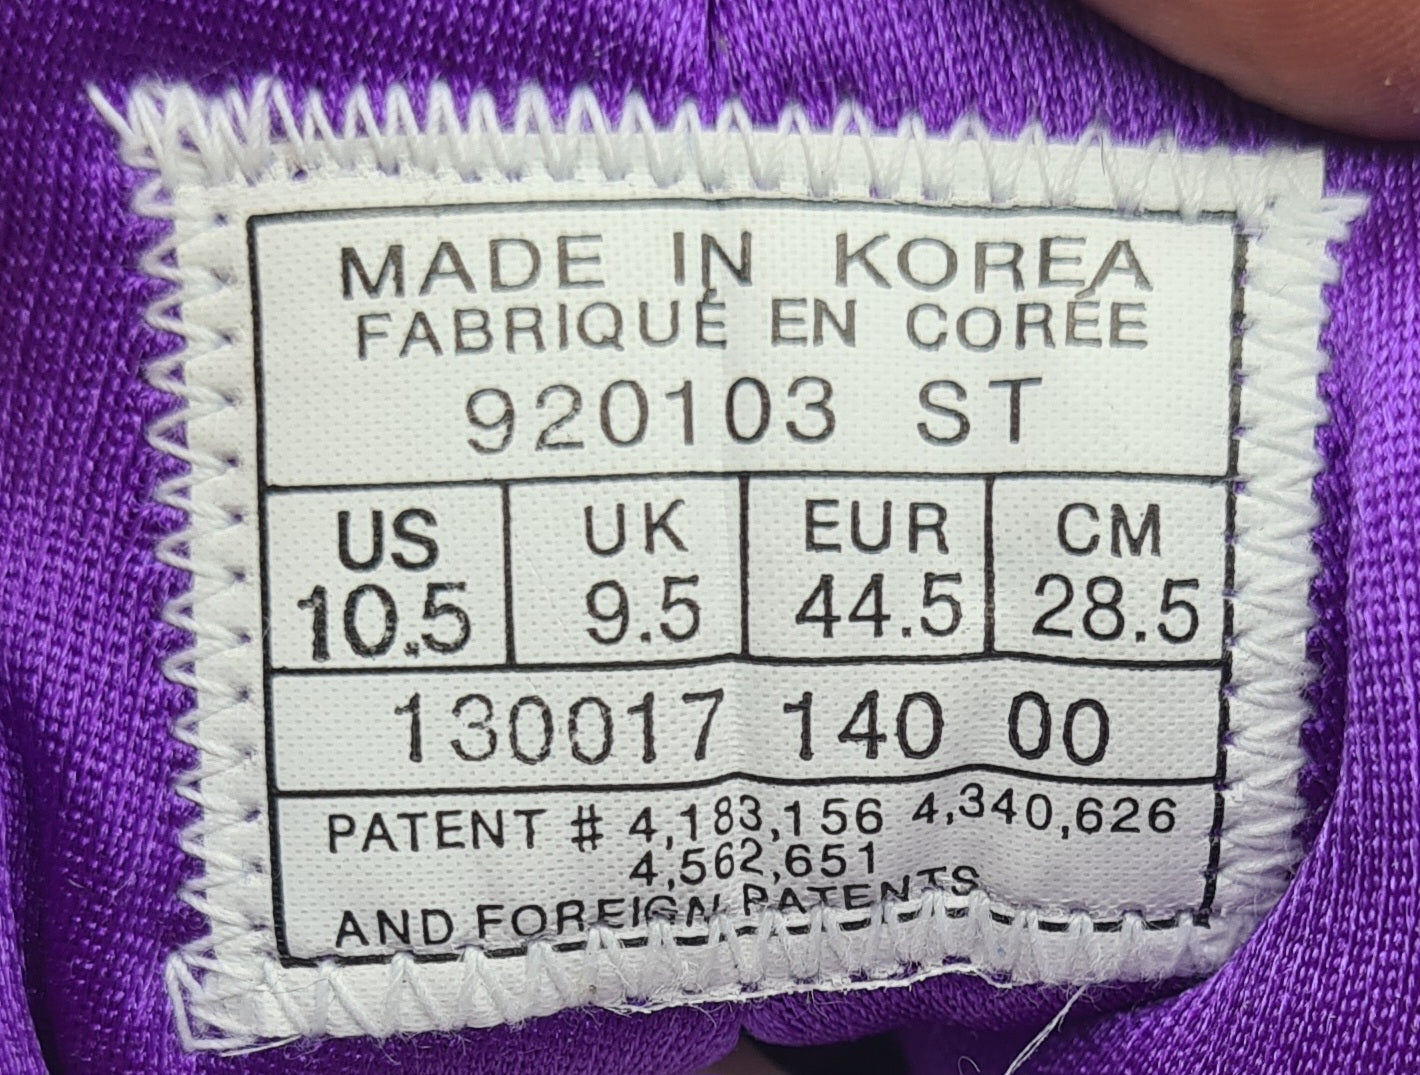 MADE IN KOREA
FABRIQUÉ EN CORÉE
920103 ST
US UK EUR CM
10.5 9.5 44.5 28.5
130017 140 00
PATENT # 4,183,156 4,340,626
4,562,651
AND FOREIGN PATENTS